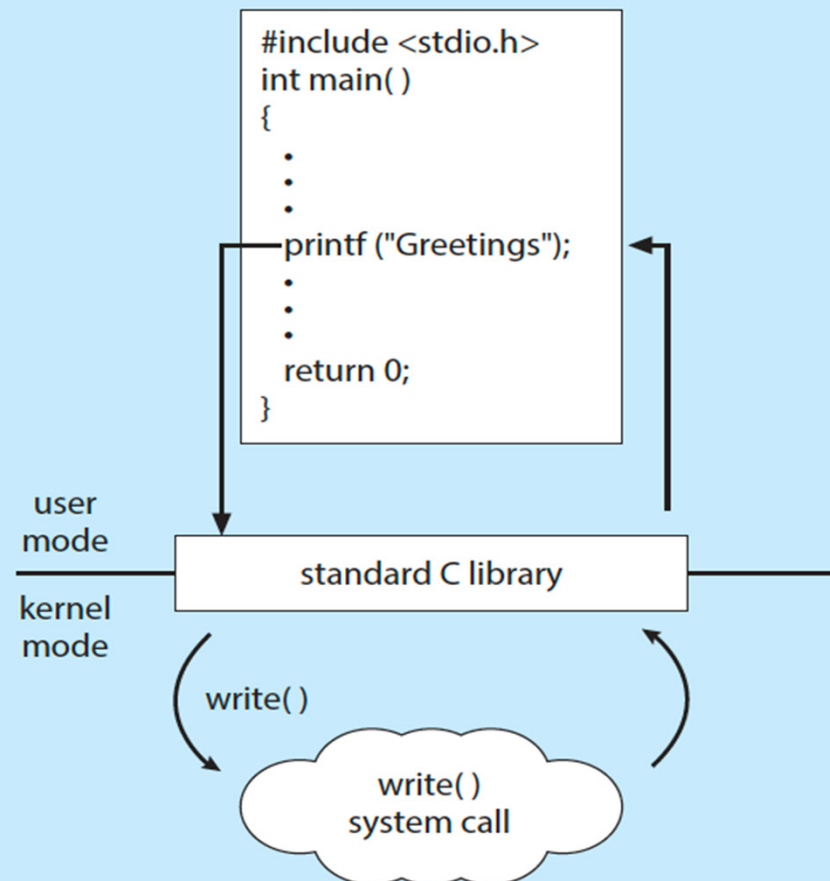 #include <stdio.h>
int main( )
{
•
•
•
printf ("Greetings");
•
•
•
return 0;
}
user
mode
standard C library
kernel
mode
write( )
write( )
system call